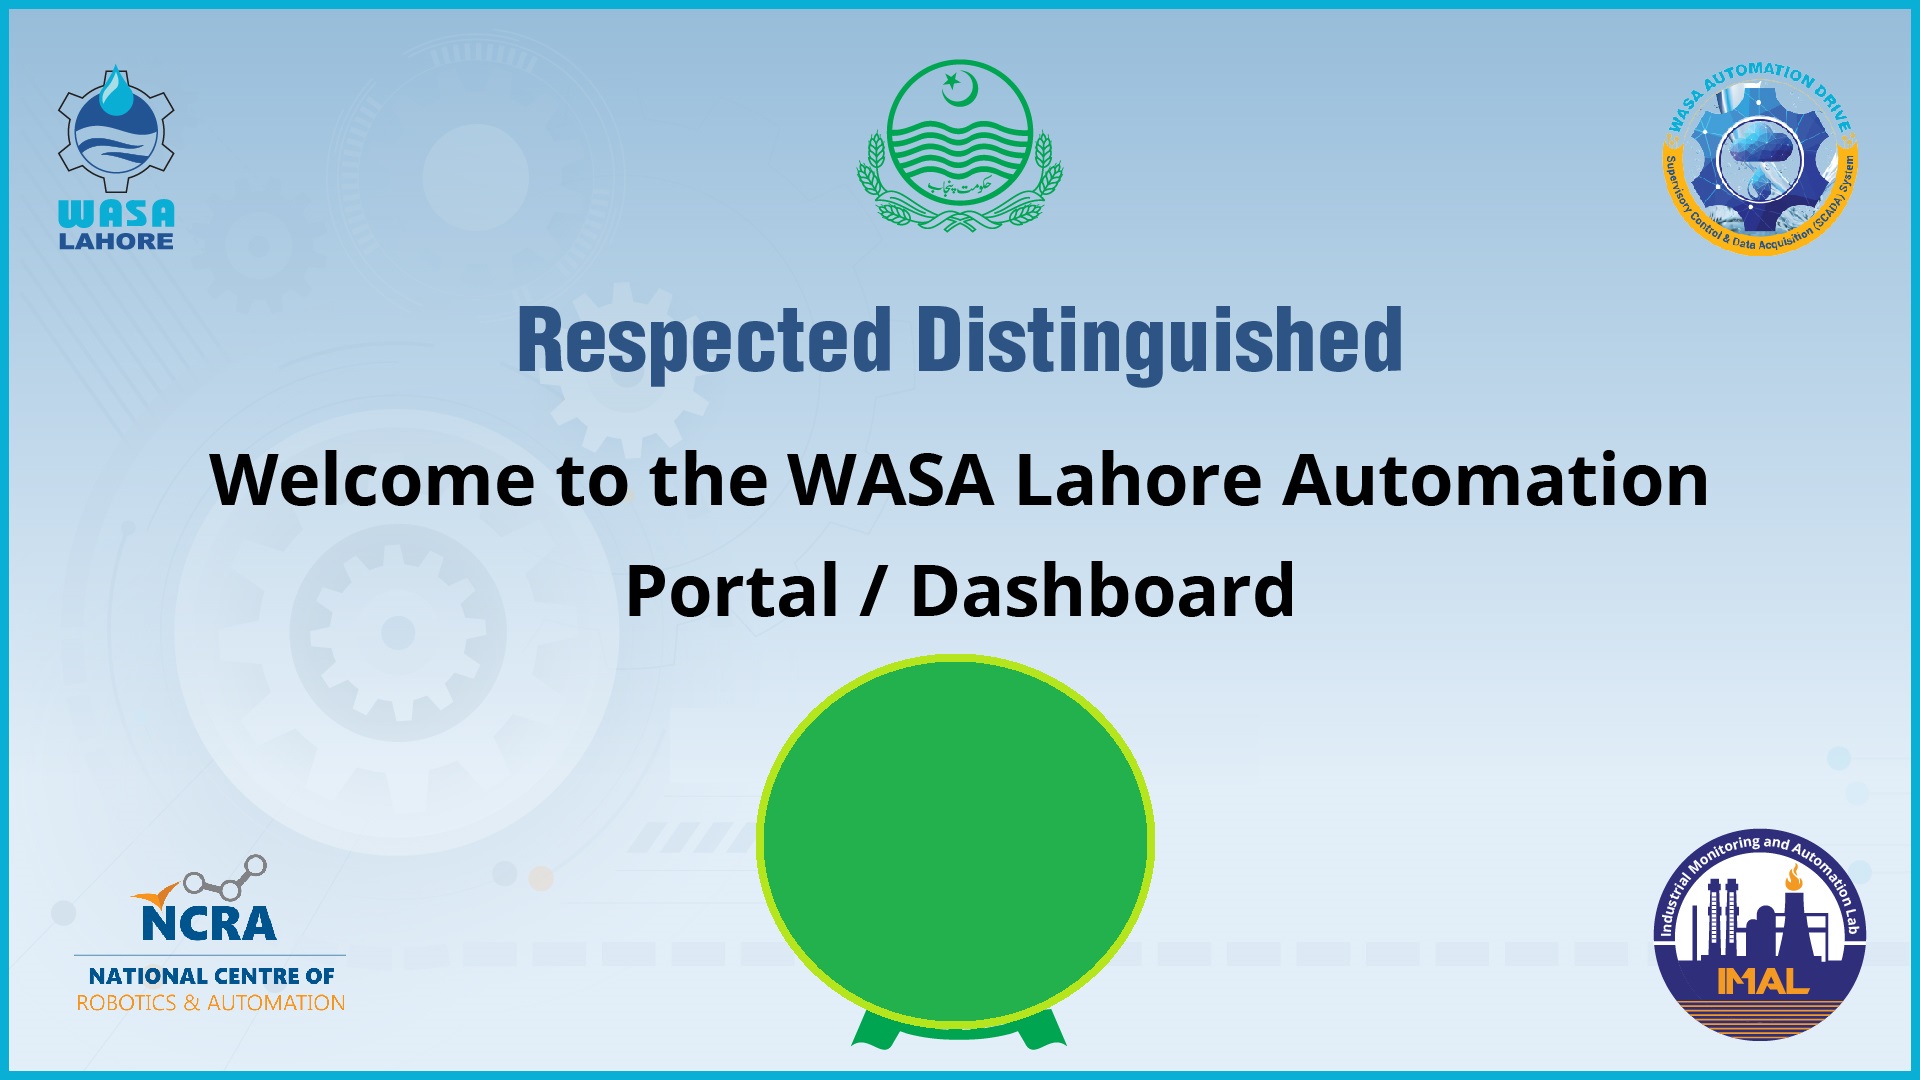 WASA
LAHORE
حکومت پنجاب
WASA AUTOMATION DRIVE
Supervisory Control & Data Acquisition (SCADA) System
Respected Distinguished
Welcome to the WASA Lahore Automation
Portal / Dashboard
NCRA
NATIONAL CENTRE OF
ROBOTICS & AUTOMATION
Industrial Monitoring and Automation Lab
IMAL